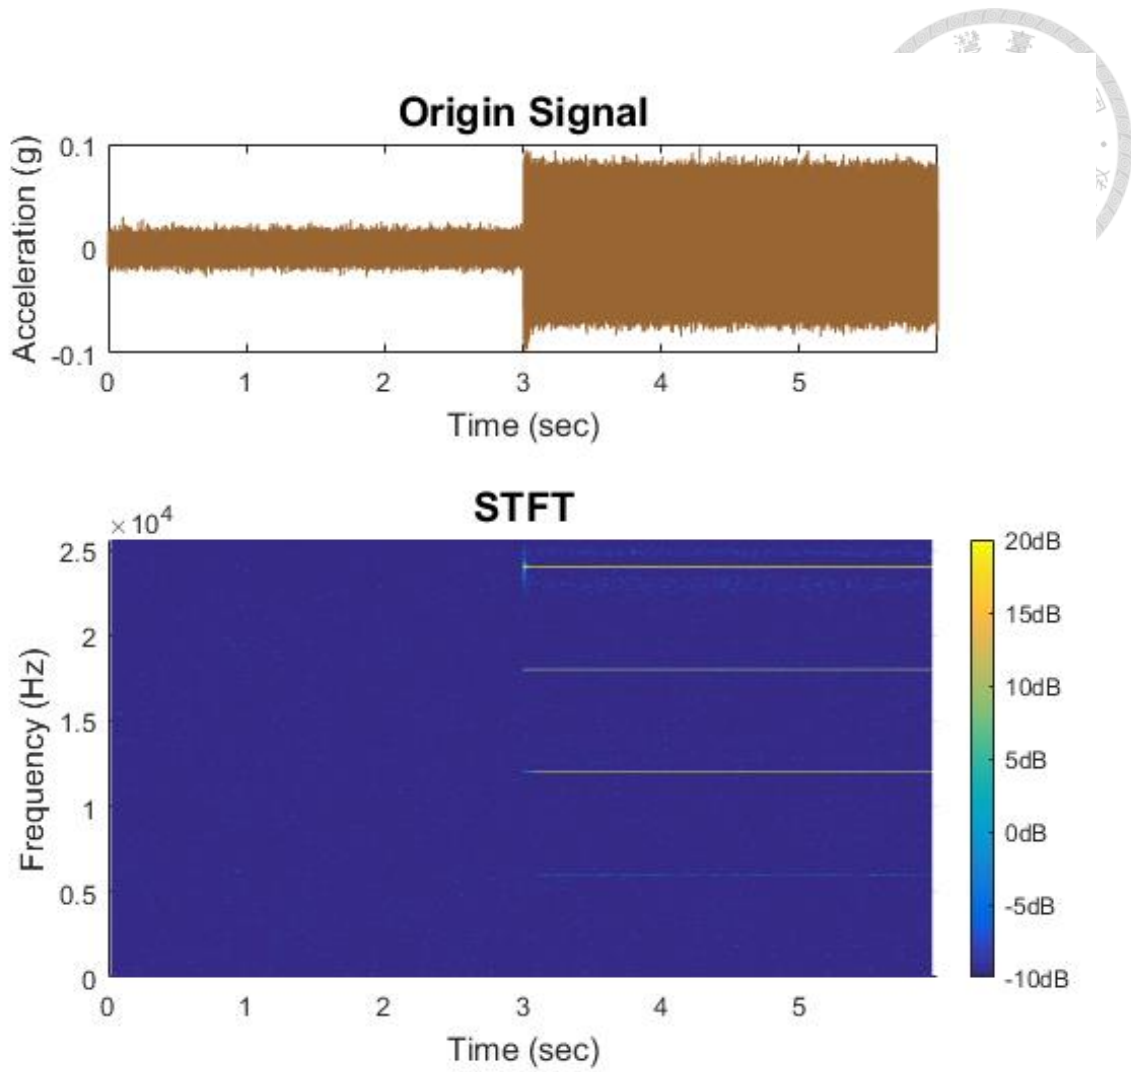 灣 臺
Origin Signal
Acceleration (g)
0.1
0
-0.1
0 1 2 3 4 5
Time (sec)
STFT
×10⁴
Frequency (Hz)
2.5
2
1.5
1
0.5
0
0 1 2 3 4 5
Time (sec)
20dB
15dB
10dB
5dB
0dB
-5dB
-10dB